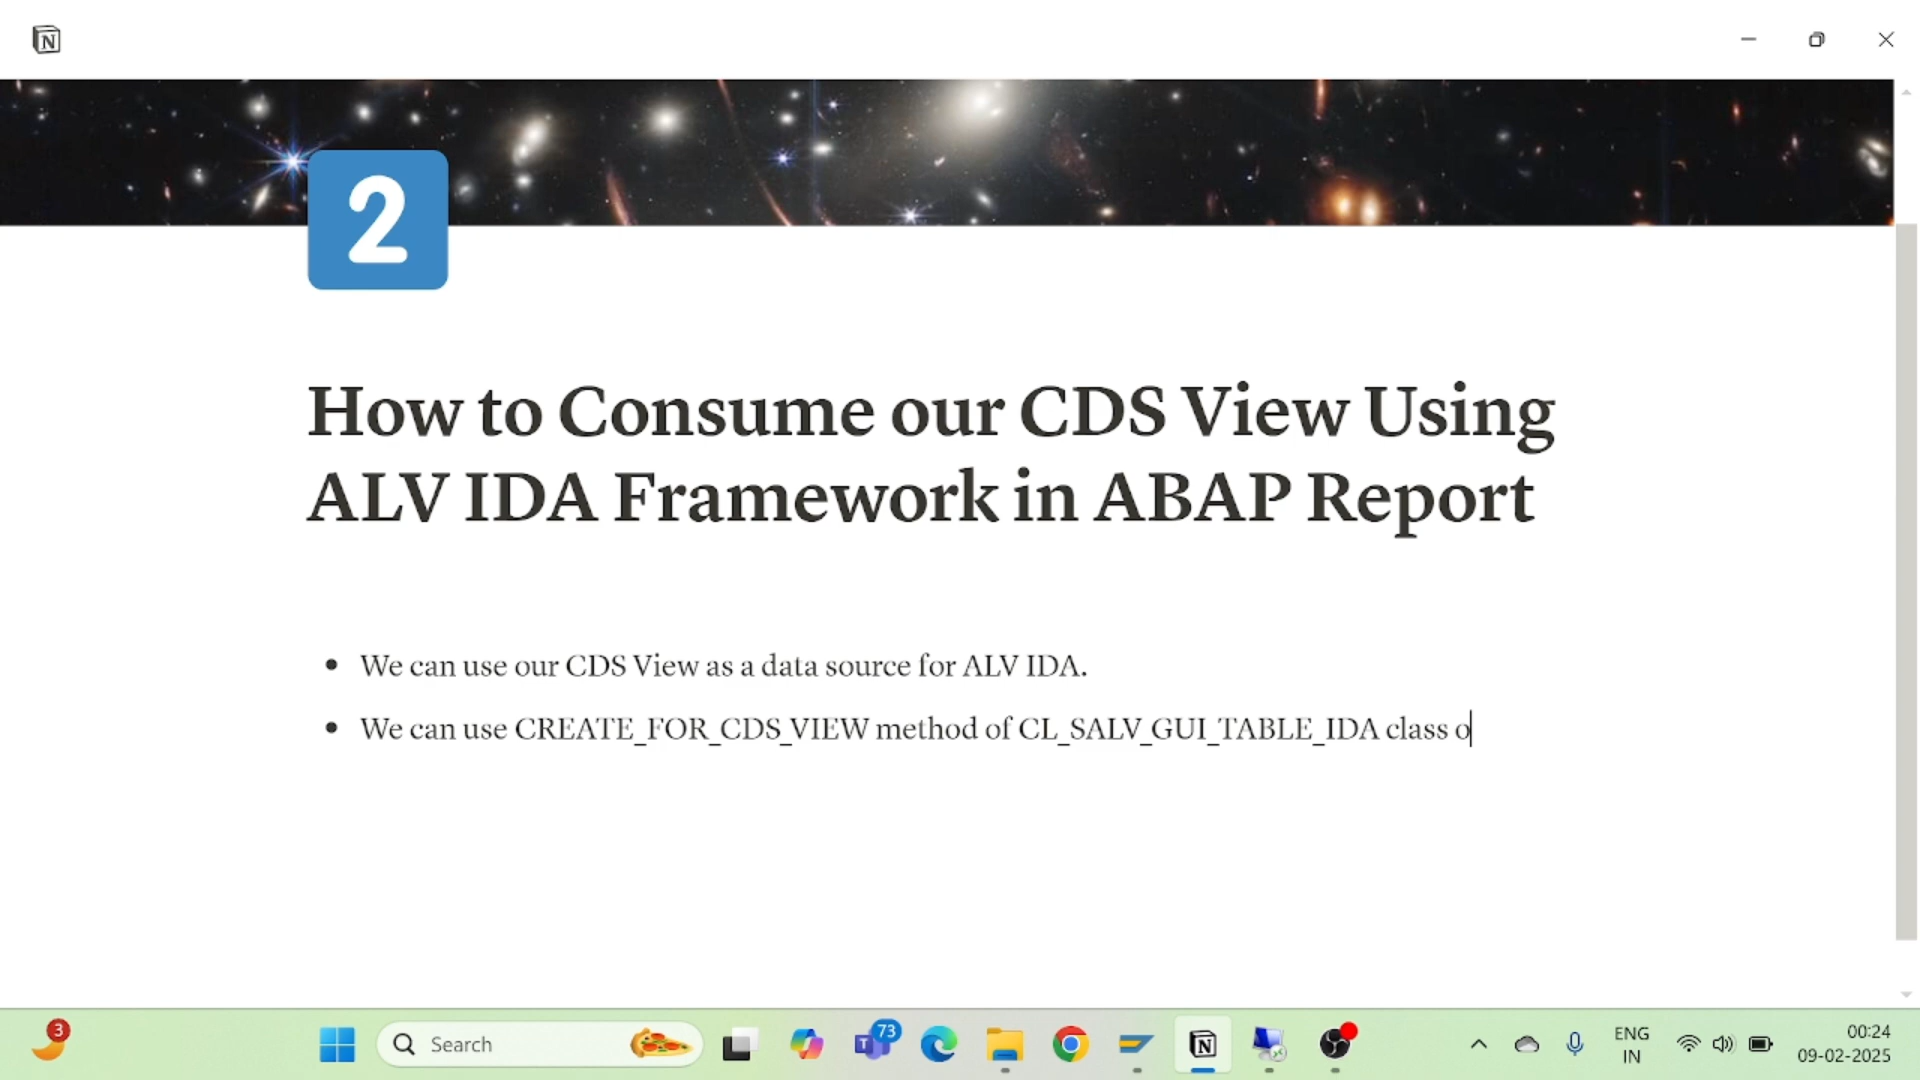 N
2
How to Consume our CDS View Using
ALV IDA Framework in ABAP Report
We can use our CDS View as a data source for ALV IDA.
We can use CREATE_FOR_CDS_VIEW method of CL_SALV_GUI_TABLE_IDA class o
3
Search
73
T
N
ENG
IN
00:24
09-02-2025